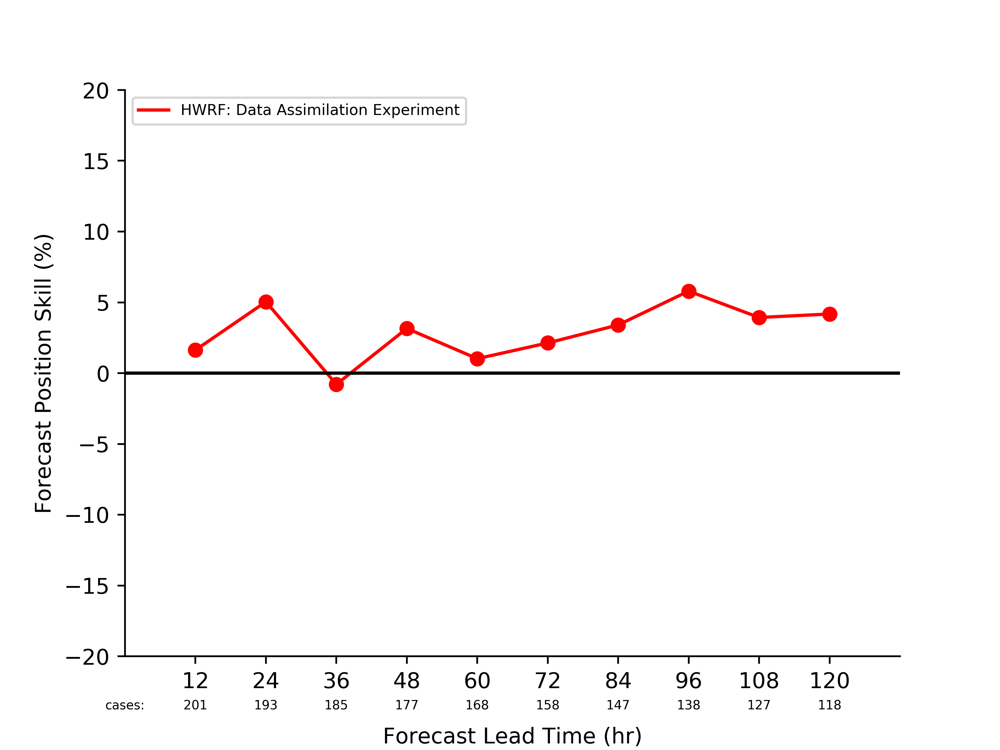 20
HWRF: Data Assimilation Experiment
15
10
5
0
−5
−10
−15
−20
Forecast Position Skill (%)
12 24 36 48 60 72 84 96 108 120
cases: 201 193 185 177 168 158 147 138 127 118
Forecast Lead Time (hr)